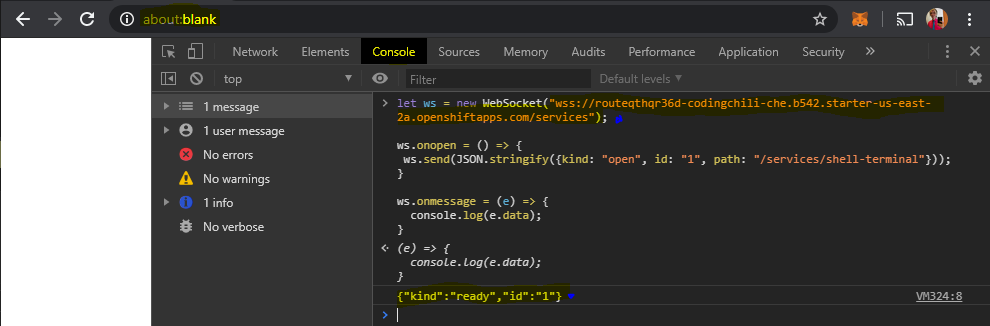 about:blank
Network Elements Console Sources Memory Audits Performance Application Security
top Filter Default levels
1 message
1 user message
No errors
No warnings
1 info
No verbose
let ws = new WebSocket("wss://routeqthqr36d-codingchili-che.b542.starter-us-east-
2a.openshiftapps.com/services");
ws.onopen = () => {
ws.send(JSON.stringify({kind: "open", id: "1", path: "/services/shell-terminal"}));
}
ws.onmessage = (e) => {
console.log(e.data);
}
(e) => {
console.log(e.data);
}
{"kind":"ready","id":"1"} VM324:8